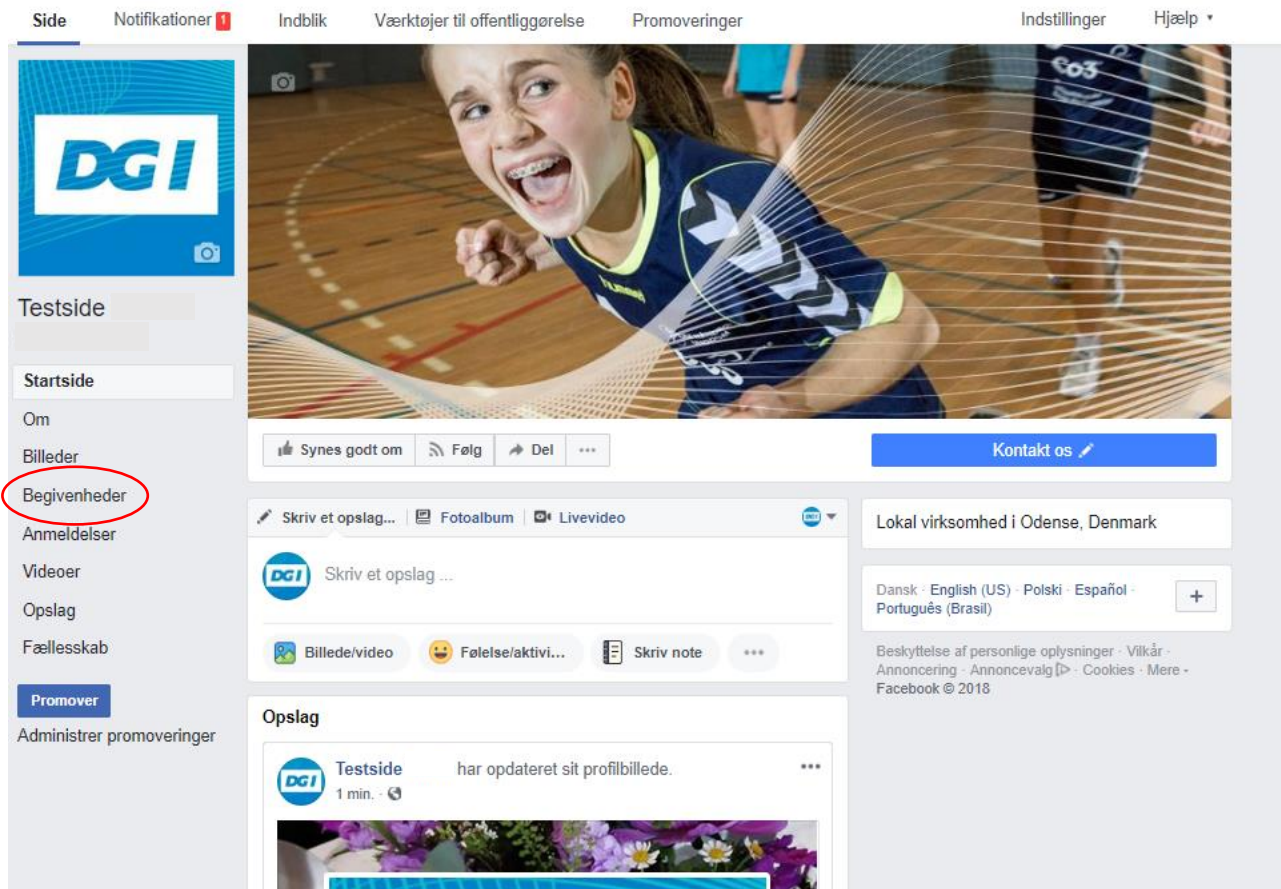 Side Notifikationer 1 Indblik Værktøjer til offentliggørelse Promoveringer Indstillinger Hjælp
DGI
Testside
Startside
Om
Billeder
Begivenheder
Anmeldelser
Videoer
Opslag
Fællesskab
Promover
Administrer promoveringer
hummel
Synes godt om Følg Del ...
Kontakt os
Skriv et opslag... Fotoalbum Livevideo
DGI
DGI Skriv et opslag ...
Billede/video Følelse/aktivi... Skriv note ...
Opslag
DGI Testside har opdateret sit profilbillede. ...
1 min. ·
Lokal virksomhed i Odense, Denmark
Dansk · English (US) · Polski · Español ·
Português (Brasil)
+
Beskyttelse af personlige oplysninger · Vilkår ·
Annoncering · Annoncevalg · Cookies · Mere
Facebook © 2018